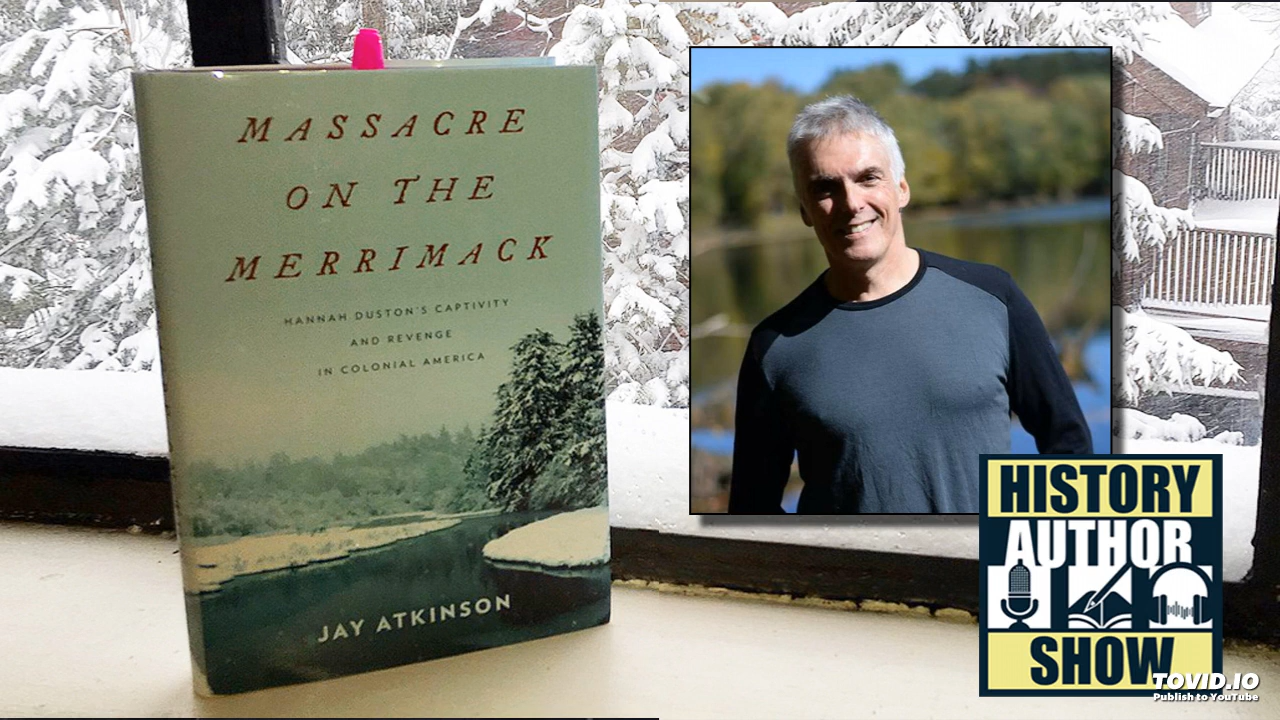 MASSACRE
ON THE
MERRIMACK
HANNAH DUSTON'S CAPTIVITY
AND REVENGE
IN COLONIAL AMERICA
JAY ATKINSON
HISTORY
AUTHOR
SHOW
TOVID.IO
Publish to YouTube